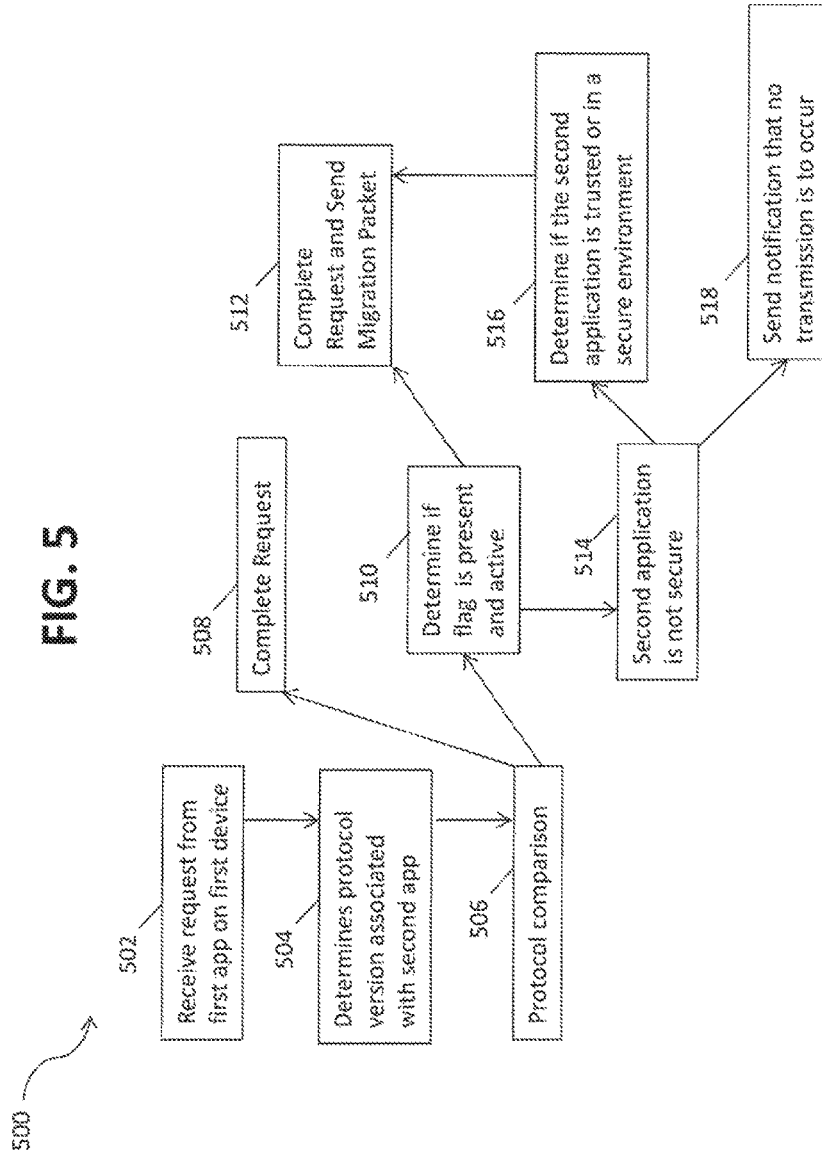 FIG. 5
500
502
Receive request from
first app on first device
504
Determines protocol
version associated
with second app
506
Protocol comparison
508
Complete Request
510
Determine if
flag is present
and active
512
Complete
Request and Send
Migration Packet
514
Second application
is not secure
516
Determine if the second
application is trusted or in a
secure environment
518
Send notification that no
transmission is to occur